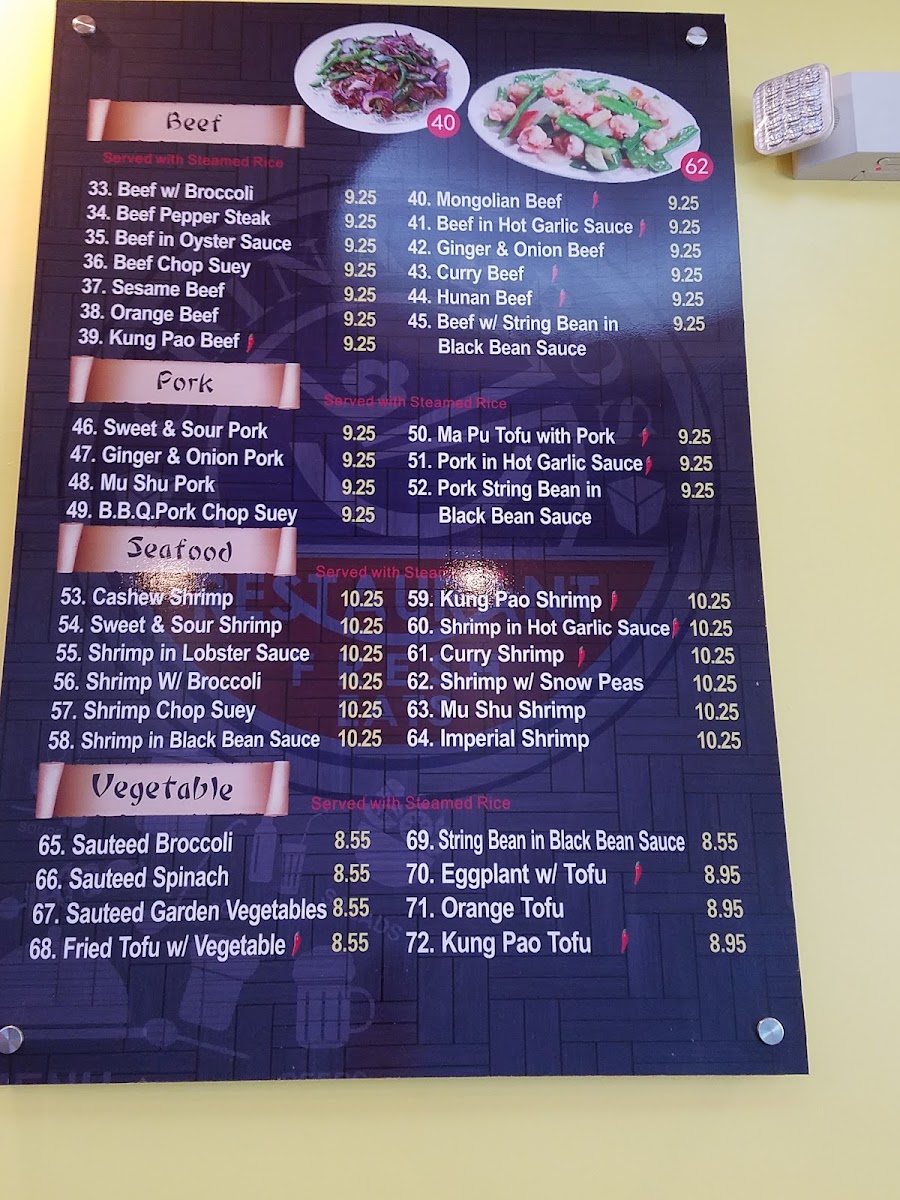 40
62
Beef
Served with Steamed Rice
33. Beef w/ Broccoli 9.25
34. Beef Pepper Steak 9.25
35. Beef in Oyster Sauce 9.25
36. Beef Chop Suey 9.25
37. Sesame Beef 9.25
38. Orange Beef 9.25
39. Kung Pao Beef 9.25
40. Mongolian Beef 9.25
41. Beef in Hot Garlic Sauce 9.25
42. Ginger & Onion Beef 9.25
43. Curry Beef 9.25
44. Hunan Beef 9.25
45. Beef w/ String Bean in 9.25
Black Bean Sauce
Pork
Served with Steamed Rice
46. Sweet & Sour Pork 9.25
47. Ginger & Onion Pork 9.25
48. Mu Shu Pork 9.25
49. B.B.Q.Pork Chop Suey 9.25
50. Ma Pu Tofu with Pork 9.25
51. Pork in Hot Garlic Sauce 9.25
52. Pork String Bean in 9.25
Black Bean Sauce
Seafood
Served with
53. Cashew Shrimp 10.25
54. Sweet & Sour Shrimp 10.25
55. Shrimp in Lobster Sauce 10.25
56. Shrimp W/ Broccoli 10.25
57. Shrimp Chop Suey 10.25
58. Shrimp in Black Bean Sauce 10.25
59. Kung Pao Shrimp 10.25
60. Shrimp in Hot Garlic Sauce 10.25
61. Curry Shrimp 10.25
62. Shrimp w/ Snow Peas 10.25
63. Mu Shu Shrimp 10.25
64. Imperial Shrimp 10.25
Vegetable
Served with Steamed Rice
65. Sauteed Broccoli 8.55
66. Sauteed Spinach 8.55
67. Sauteed Garden Vegetables 8.55
68. Fried Tofu w/ Vegetable 8.55
69. String Bean in Black Bean Sauce 8.55
70. Eggplant w/ Tofu 8.95
71. Orange Tofu 8.95
72. Kung Pao Tofu 8.95